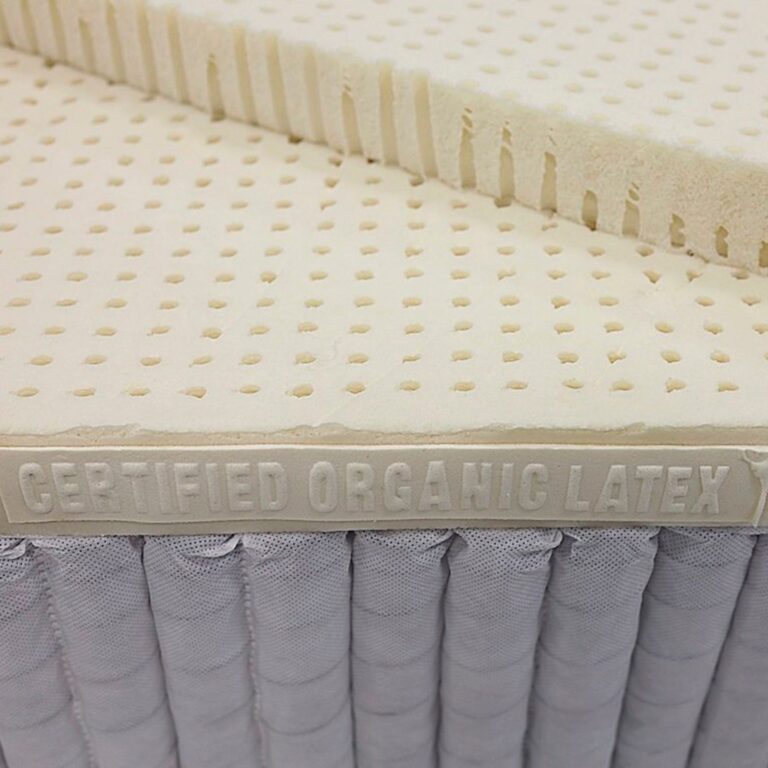 CERTIFIED ORGANIC LATEX